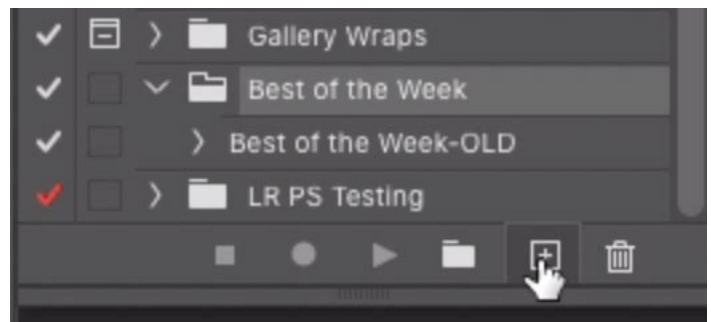 Gallery Wraps
Best of the Week
Best of the Week-OLD
LR PS Testing